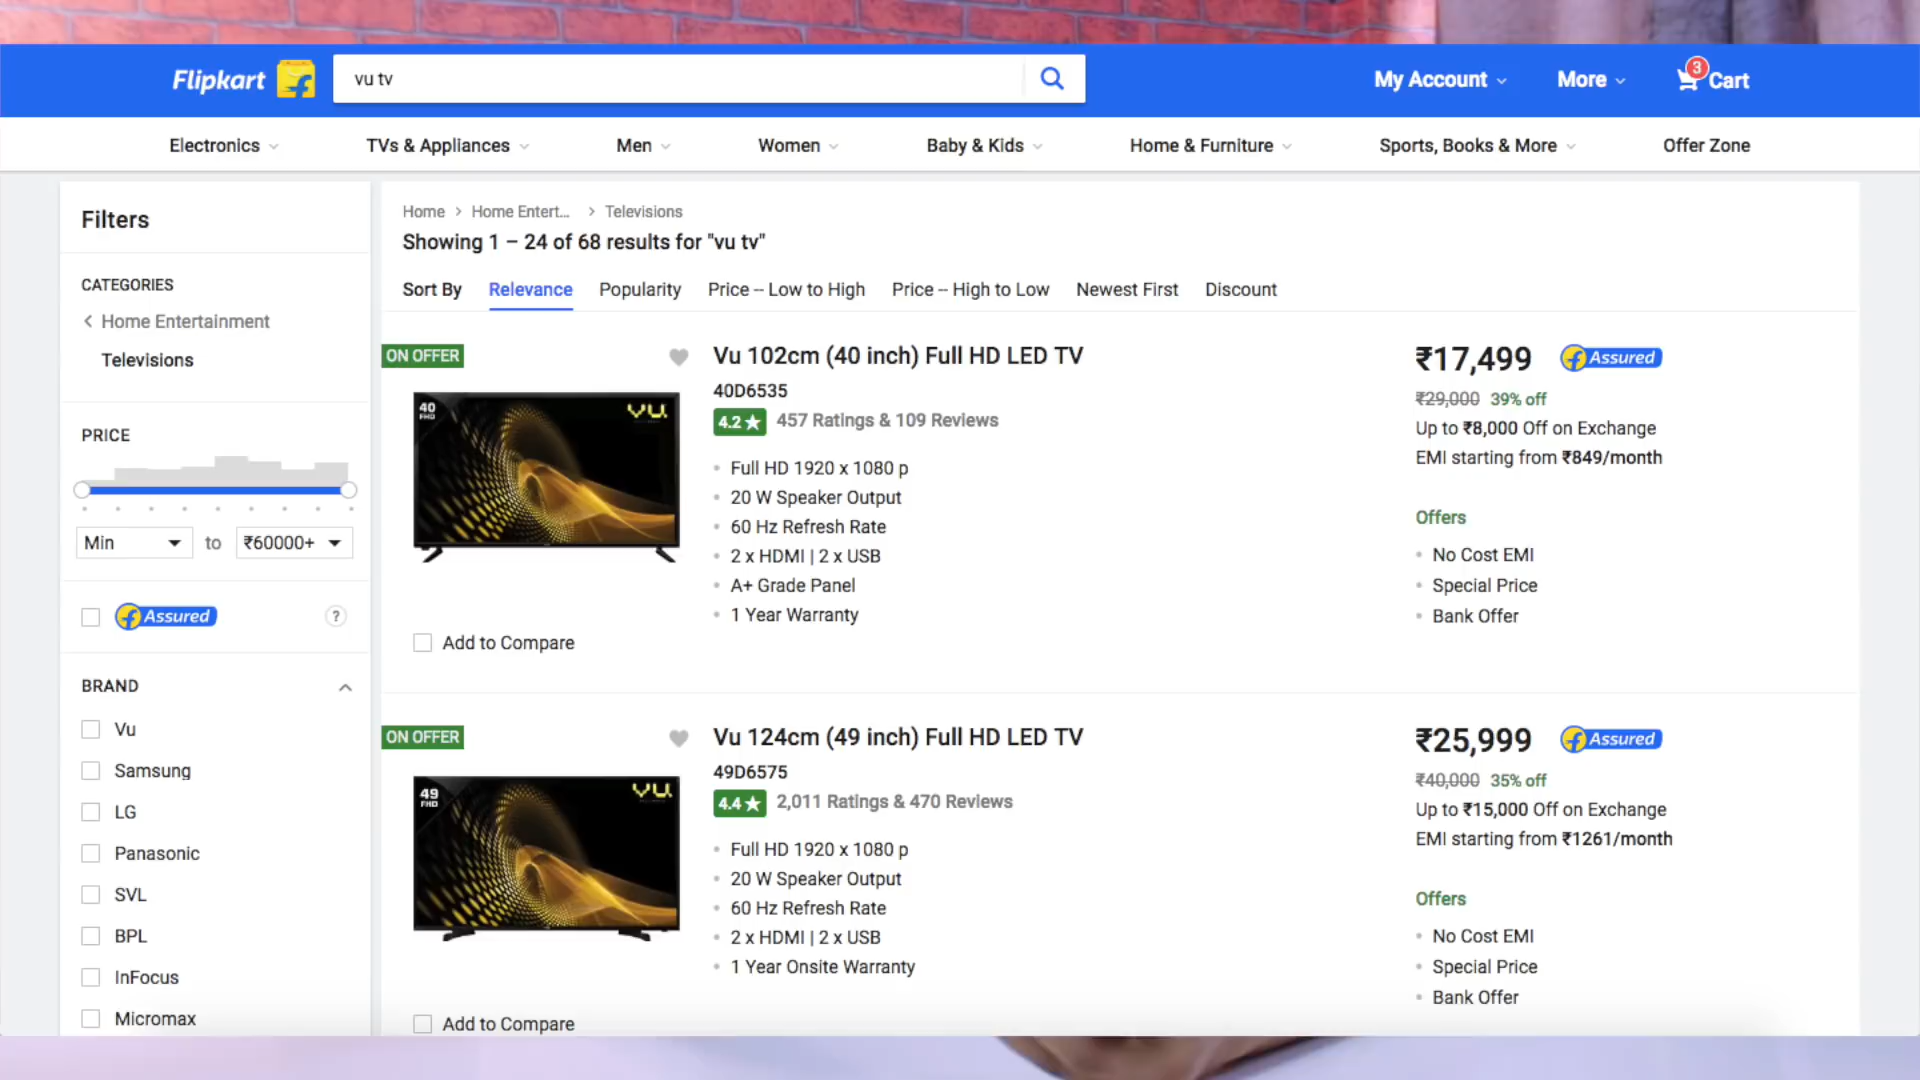 Flipkart
vu tv
My Account
More
3
Cart
Electronics
TVs & Appliances
Men
Women
Baby & Kids
Home & Furniture
Sports, Books & More
Offer Zone
Filters
CATEGORIES
Home Entertainment
Televisions
PRICE
Min
to
₹60000+
Assured
?
BRAND
Vu
Samsung
LG
Panasonic
SVL
BPL
InFocus
Micromax
Home > Home Entert... > Televisions
Showing 1 – 24 of 68 results for "vu tv"
Sort By
Relevance
Popularity
Price -- Low to High
Price -- High to Low
Newest First
Discount
ON OFFER
40
FHD
vu
Add to Compare
Vu 102cm (40 inch) Full HD LED TV
40D6535
4.2★ 457 Ratings & 109 Reviews
Full HD 1920 x 1080 p
20 W Speaker Output
60 Hz Refresh Rate
2 x HDMI | 2 x USB
A+ Grade Panel
1 Year Warranty
₹17,499
Assured
₹29,000 39% off
Up to ₹8,000 Off on Exchange
EMI starting from ₹849/month
Offers
No Cost EMI
Special Price
Bank Offer
ON OFFER
49
FHD
vu
Add to Compare
Vu 124cm (49 inch) Full HD LED TV
49D6575
4.4★ 2,011 Ratings & 470 Reviews
Full HD 1920 x 1080 p
20 W Speaker Output
60 Hz Refresh Rate
2 x HDMI | 2 x USB
1 Year Onsite Warranty
₹25,999
Assured
₹40,000 35% off
Up to ₹15,000 Off on Exchange
EMI starting from ₹1261/month
Offers
No Cost EMI
Special Price
Bank Offer